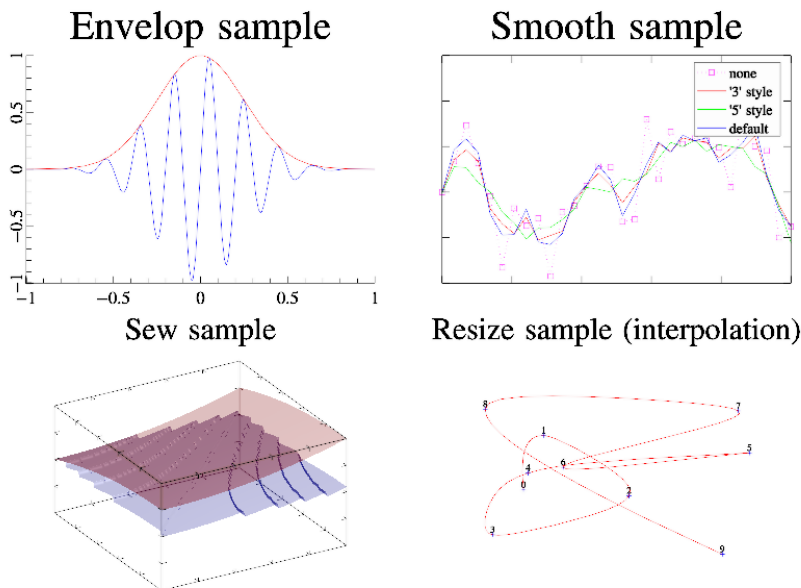 Envelop sample
1
0.5
0
−0.5
−1
−1
−0.5
0
0.5
1
Smooth sample
none
'3' style
'5' style
default
Sew sample
Resize sample (interpolation)
8
7
1
5
6
4
0
2
3
9